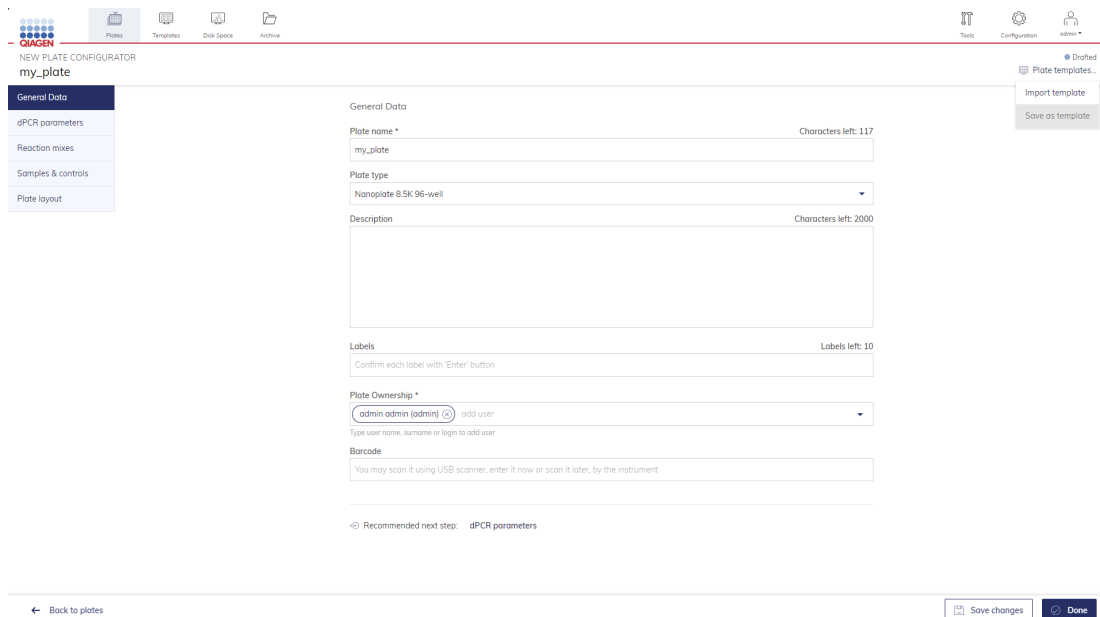 Plates
Templates
Disk Space
Archive
Tools
Configuration
admin
QIAGEN
NEW PLATE CONFIGURATOR
my_plate
Drafted
Plate templates...
Import template
Save as template
General Data
dPCR parameters
Reaction mixes
Samples & controls
Plate layout
General Data
Plate name * Characters left: 117
my_plate
Plate type
Nanoplate 8.5K 96-well
Description Characters left: 2000
Labels Labels left: 10
Confirm each label with 'Enter' button
Plate Ownership *
admin admin (admin) add user
Type user name, surname or login to add user
Barcode
You may scan it using USB scanner, enter it now or scan it later, by the instrument
Recommended next step: dPCR parameters
Back to plates
Save changes
Done